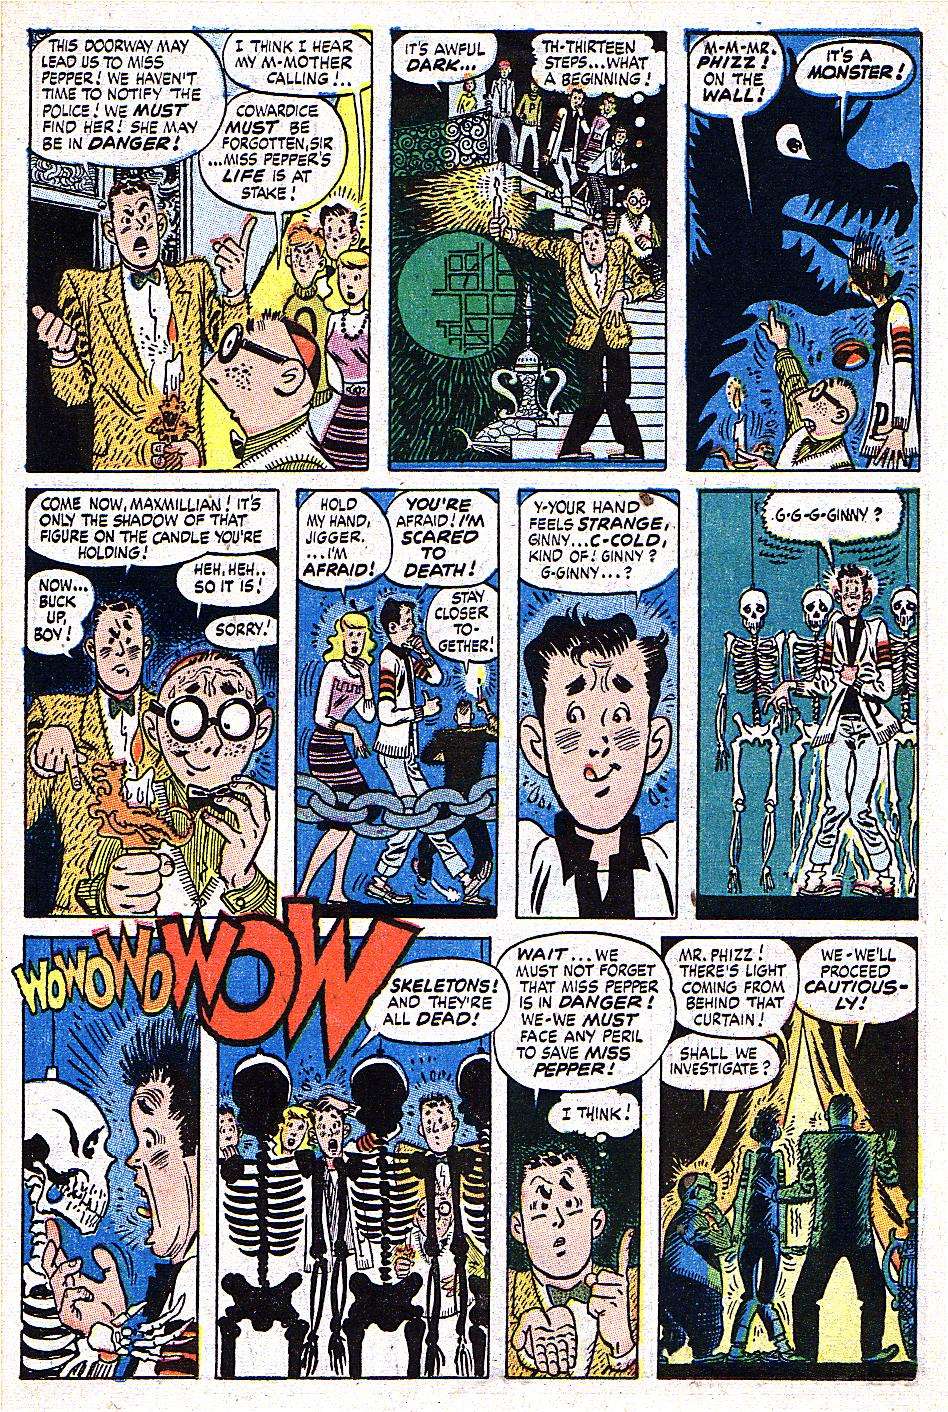 THIS DOORWAY MAY
LEAD US TO MISS
PEPPER! WE HAVEN'T
TIME TO NOTIFY THE
POLICE! WE MUST
FIND HER! SHE MAY
BE IN DANGER!
I THINK I HEAR
MY M-MOTHER
CALLING!..
COWARDICE
MUST BE
FORGOTTEN, SIR
...MISS PEPPER'S
LIFE IS AT
STAKE!
IT'S AWFUL
DARK...
TH-THIRTEEN
STEPS...WHAT
A BEGINNING!
M-M-MR.
PHIZZ!
ON THE
WALL!
IT'S A
MONSTER!
D
COME NOW, MAXMILLIAN! IT'S
ONLY THE SHADOW OF THAT
FIGURE ON THE CANDLE YOU'RE
HOLDING!
NOW...
BUCK
UP,
BOY!
HEH, HEH..
SO IT IS!
SORRY!
HOLD
MY HAND,
JIGGER.
...I'M
AFRAID!
YOU'RE
AFRAID! I'M
SCARED
TO
DEATH!
STAY
CLOSER
TO-
GETHER!
Y-YOUR HAND
FEELS STRANGE,
GINNY...C-COLD,
KIND OF! GINNY?
G-GINNY...?
.G-G-G-GINNY?
WOWOWOWOW
SKELETONS!
AND THEY'RE
ALL DEAD!
WAIT...WE
MUST NOT FORGET
THAT MISS PEPPER
IS IN DANGER!
WE-WE MUST
FACE ANY PERIL
TO SAVE MISS
PEPPER!
I THINK!
MR. PHIZZ!
THERE'S LIGHT
COMING FROM
BEHIND THAT
CURTAIN!
SHALL WE
INVESTIGATE?
WE-WE'LL
PROCEED
CAUTIOUS-
LY!